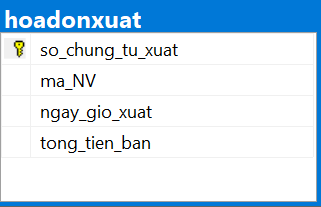 hoadonxuat
so_chung_tu_xuat
ma_NV
ngay_gio_xuat
tong_tien_ban